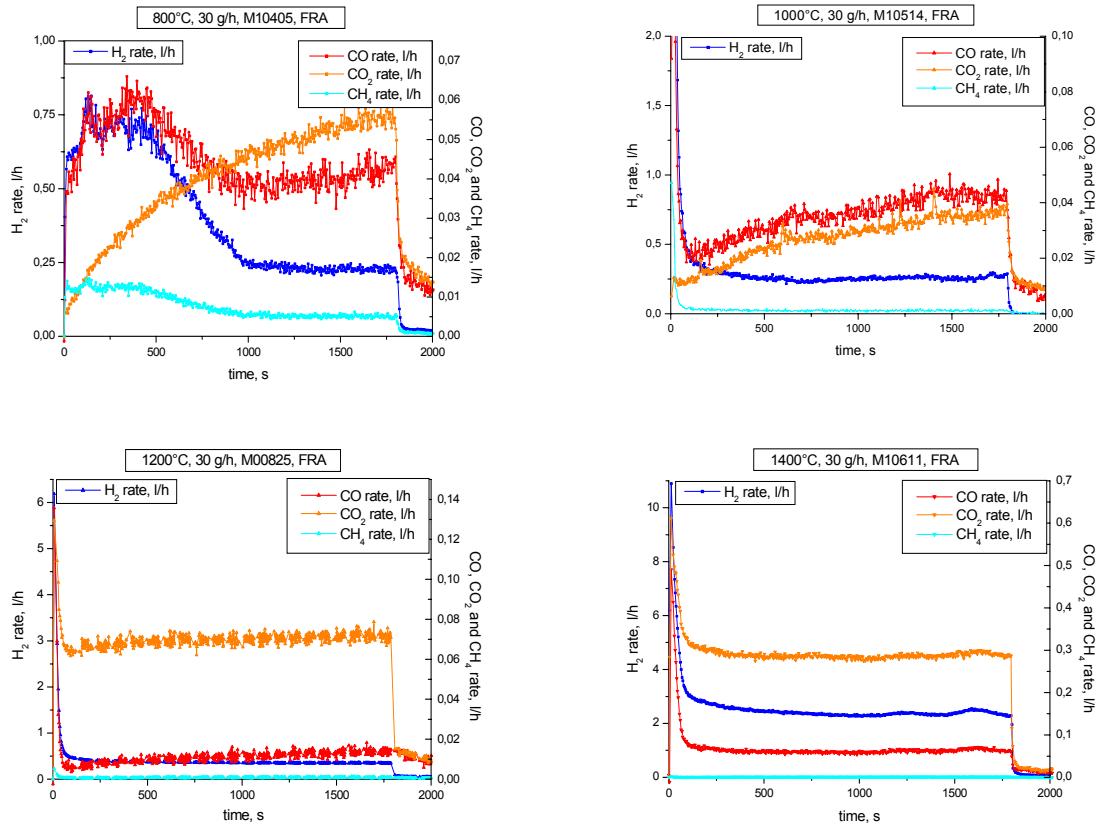 800°C, 30 g/h, M10405, FRA
H₂ rate, l/h
CO rate, l/h
CO₂ rate, l/h
CH₄ rate, l/h
1,00
0,75
0,50
0,25
0,00
H₂ rate, l/h
0,07
0,06
0,05
0,04
0,03
0,02
0,01
0,00
CO, CO₂ and CH₄ rate, l/h
0 500 1000 1500 2000
time, s
1000°C, 30 g/h, M10514, FRA
H₂ rate, l/h
CO rate, l/h
CO₂ rate, l/h
CH₄ rate, l/h
2,0
1,5
1,0
0,5
0,0
H₂ rate, l/h
0,10
0,08
0,06
0,04
0,02
0,00
CO, CO₂ and CH₄ rate, l/h
0 500 1000 1500 2000
time, s
1200°C, 30 g/h, M00825, FRA
H₂ rate, l/h
CO rate, l/h
CO₂ rate, l/h
CH₄ rate, l/h
6
5
4
3
2
1
0
H₂ rate, l/h
0,14
0,12
0,10
0,08
0,06
0,04
0,02
0,00
CO, CO₂ and CH₄ rate, l/h
0 500 1000 1500 2000
time, s
1400°C, 30 g/h, M10611, FRA
H₂ rate, l/h
CO rate, l/h
CO₂ rate, l/h
CH₄ rate, l/h
10
8
6
4
2
0
H₂ rate, l/h
0,7
0,6
0,5
0,4
0,3
0,2
0,1
0,0
CO, CO₂ and CH₄ rate, l/h
0 500 1000 1500 2000
time, s